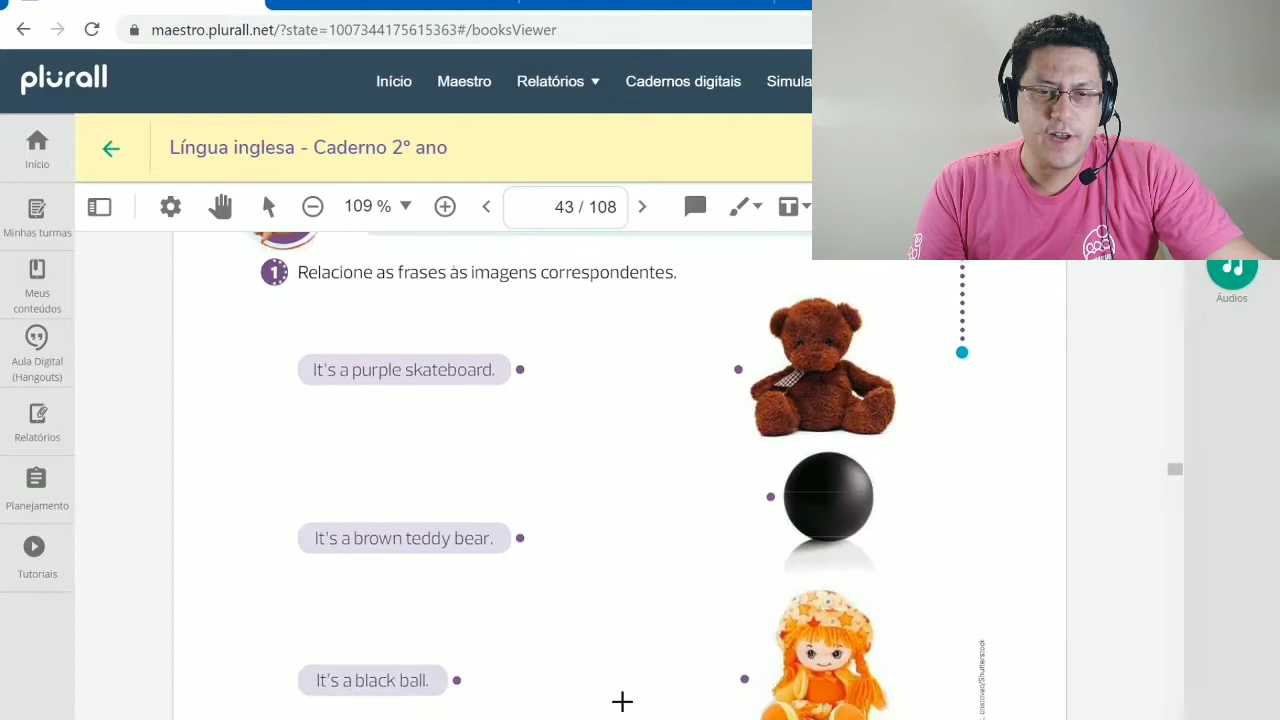 maestro.plurall.net/?state=1007344175615363#/booksViewer
plurall
Início Maestro Relatórios Cadernos digitais Simula
Início
Língua inglesa - Caderno 2º ano
Minhas turmas
109 % 43 / 108
Meus
conteúdos
Aula Digital
(Hangouts)
Relatórios
Planejamento
Tutoriais
Áudios
1 Relacione as frases às imagens correspondentes.
It's a purple skateboard.
It's a brown teddy bear.
It's a black ball.
cristovao/Shutterstock